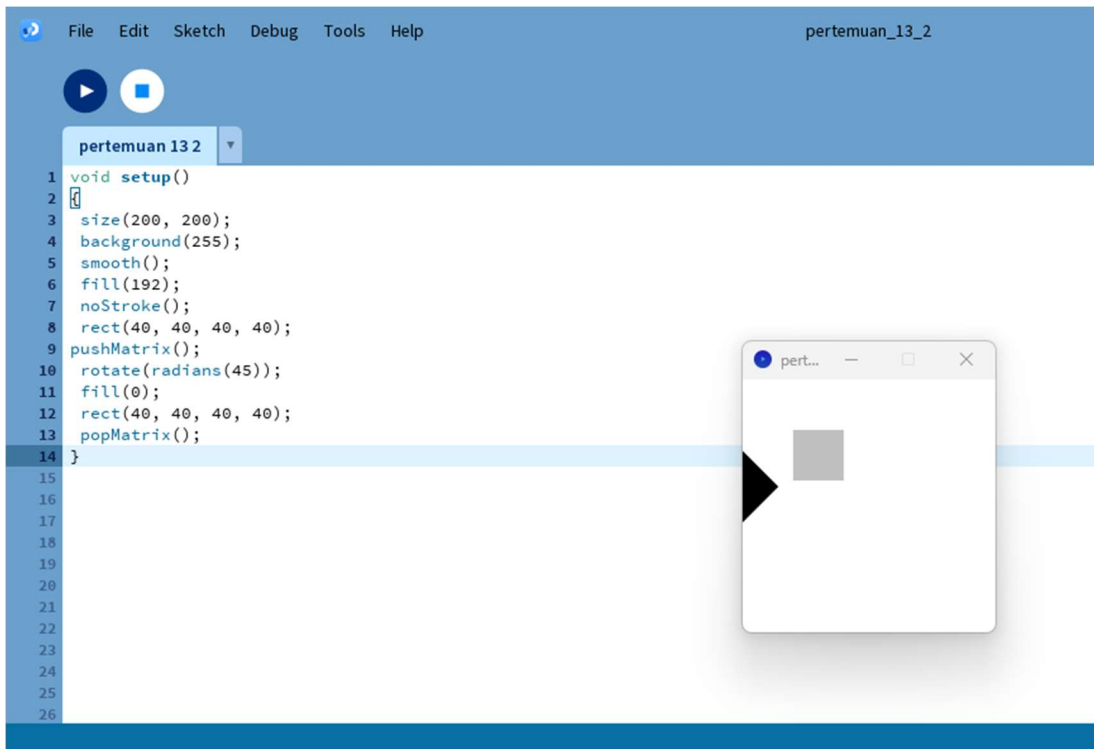 File Edit Sketch Debug Tools Help pertemuan_13_2
pertemuan 13 2 ▼
1 void setup()
2 {
3 size(200, 200);
4 background(255);
5 smooth();
6 fill(192);
7 noStroke();
8 rect(40, 40, 40, 40);
9 pushMatrix();
10 rotate(radians(45));
11 fill(0);
12 rect(40, 40, 40, 40);
13 popMatrix();
14 }
15
16
17
18
19
20
21
22
23
24
25
26
pert...